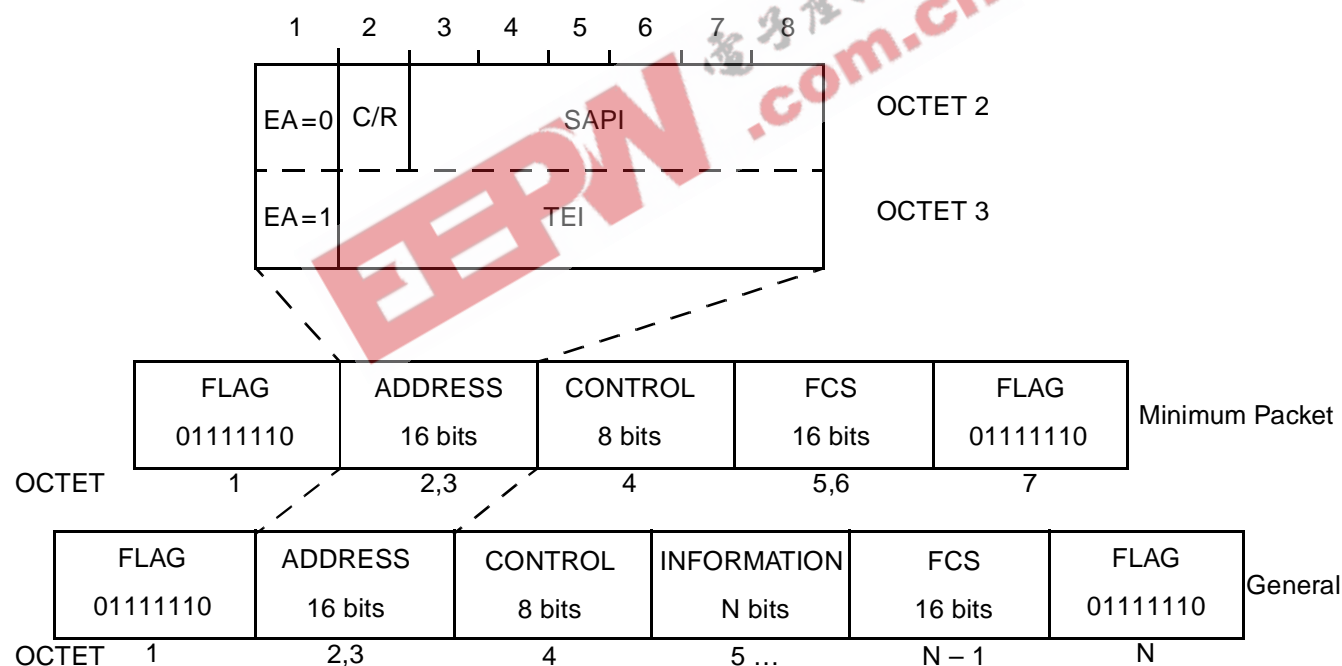 1 2 3 4 5 6 7 8
EA=0 C/R SAPI OCTET 2
EA=1 TEI OCTET 3
FLAG ADDRESS CONTROL FCS FLAG
01111110 16 bits 8 bits 16 bits 01111110
Minimum Packet
OCTET 1 2,3 4 5,6 7
FLAG ADDRESS CONTROL INFORMATION FCS FLAG
01111110 16 bits 8 bits N bits 16 bits 01111110
General
OCTET 1 2,3 4 5 … N – 1 N
EEPW
.com.cn